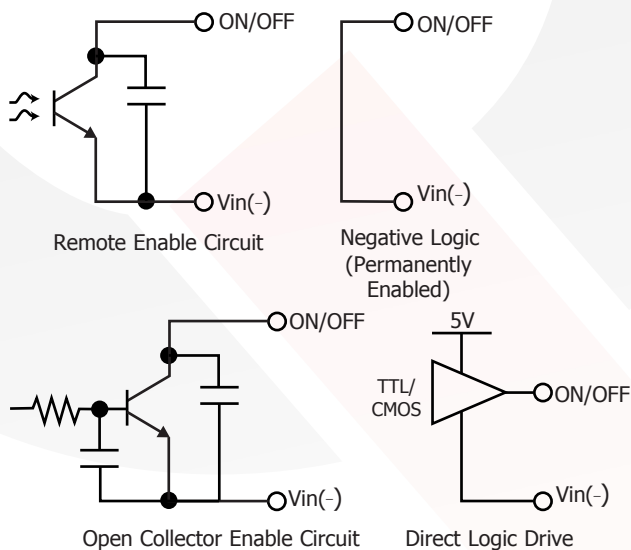 ON/OFF
Vin(-)
Remote Enable Circuit
ON/OFF
Vin(-)
Negative Logic
(Permanently
Enabled)
ON/OFF
Vin(-)
Open Collector Enable Circuit
5V
TTL/
CMOS
ON/OFF
Vin(-)
Direct Logic Drive